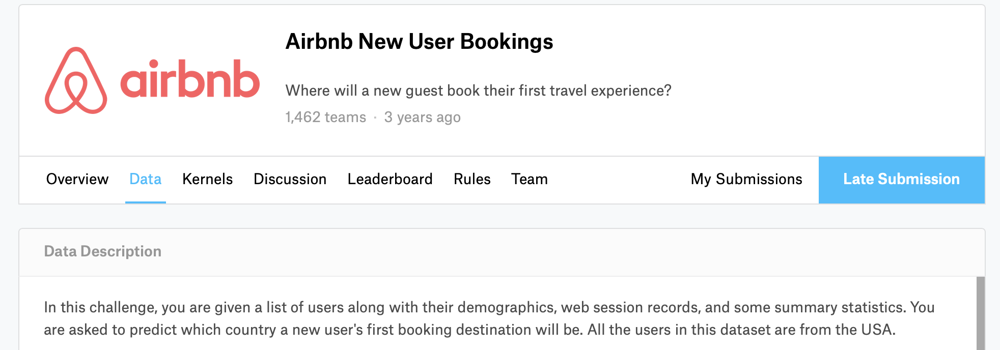 airbnb
Airbnb New User Bookings
Where will a new guest book their first travel experience?
1,462 teams · 3 years ago
Overview Data Kernels Discussion Leaderboard Rules Team My Submissions Late Submission
Data Description
In this challenge, you are given a list of users along with their demographics, web session records, and some summary statistics. You
are asked to predict which country a new user's first booking destination will be. All the users in this dataset are from the USA.